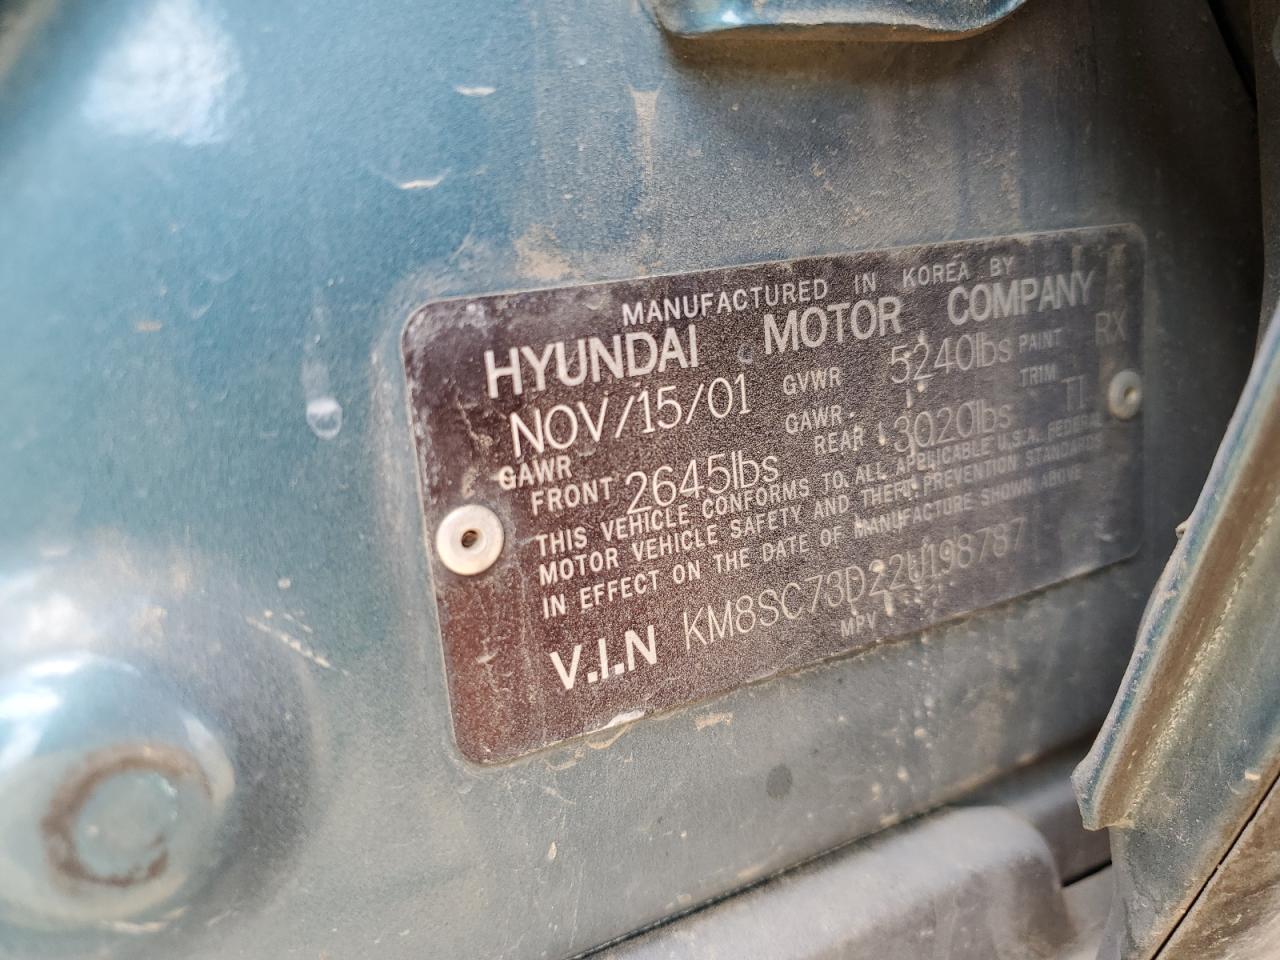 MANUFACTURED IN KOREA BY
HYUNDAI MOTOR COMPANY
NOV/15/01 GVWR 5240lbs PAINT RX
GAWR FRONT 2645lbs GAWR REAR 3020lbs TRIM TI
THIS VEHICLE CONFORMS TO ALL APPLICABLE U.S.A. FEDERAL
MOTOR VEHICLE SAFETY AND THEFT PREVENTION STANDARDS
IN EFFECT ON THE DATE OF MANUFACTURE SHOWN ABOVE
V.I.N KM8SC73D22U198787
MPV